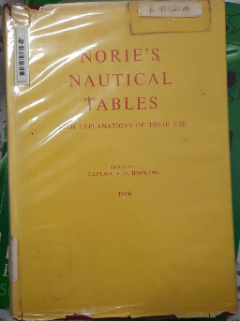 NORIE'S
NAUTICAL
TABLES
EXPLANATIONS OF THEIR USE
CAPTAIN